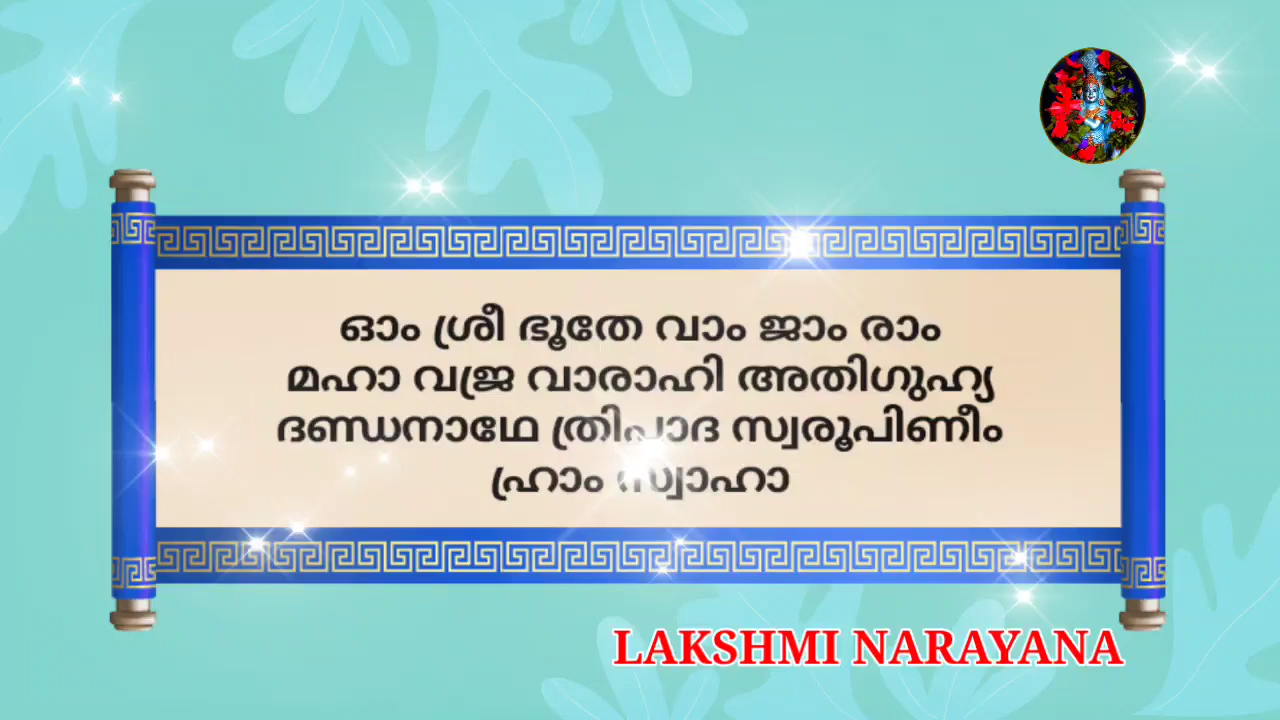 ഓം ശ്രീ ഭൂതേ വാം ജാം രാം
മഹാ വജ്ര വാരാഹി അതിഗുഹ്യ
ദണ്ഡനാഥേ ത്രിപാദ സ്വരൂപിണീം
ഹ്രാം സ്വാഹാ
LAKSHMI NARAYANA